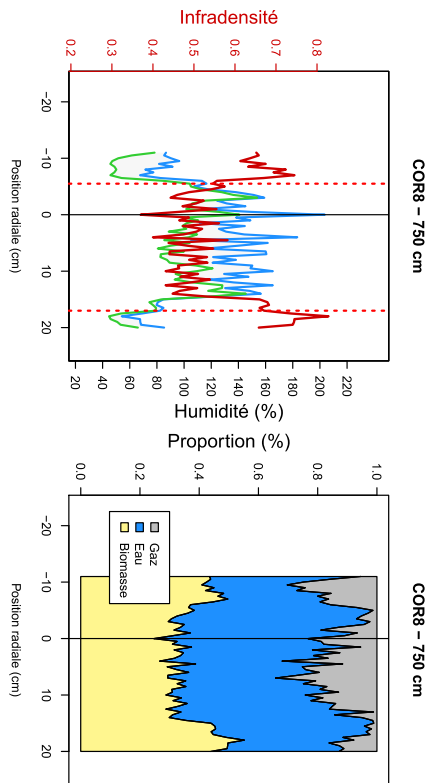 Infradensité
0.2 0.3 0.4 0.5 0.6 0.7 0.8
COR8 − 750 cm
Position radiale (cm)
−20 −10 0 10 20
20 40 60 80 100 120 140 160 180 200 220
Humidité (%)
Proportion (%)
0.0 0.2 0.4 0.6 0.8 1.0
COR8 − 750 cm
Gaz
Eau
Biomasse
−20 −10 0 10 20
Position radiale (cm)